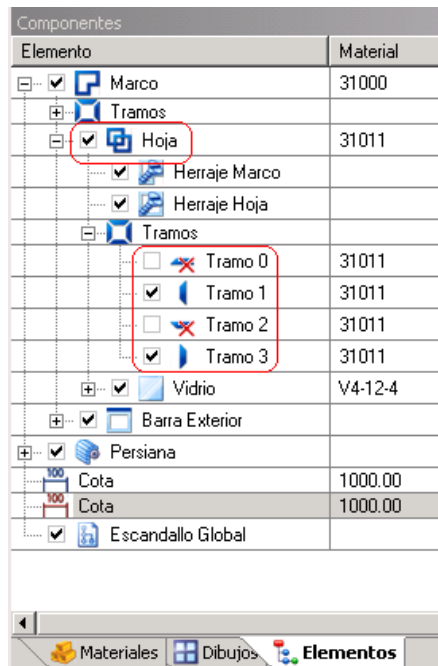 Componentes
Elemento Material
Marco 31000
Tramos
Hoja 31011
Herraje Marco
Herraje Hoja
Tramos
Tramo 0 31011
Tramo 1 31011
Tramo 2 31011
Tramo 3 31011
Vidrio V4-12-4
Barra Exterior
Persiana
100 Cota 1000.00
100 Cota 1000.00
Escandallo Global
Materiales Dibujos Elementos